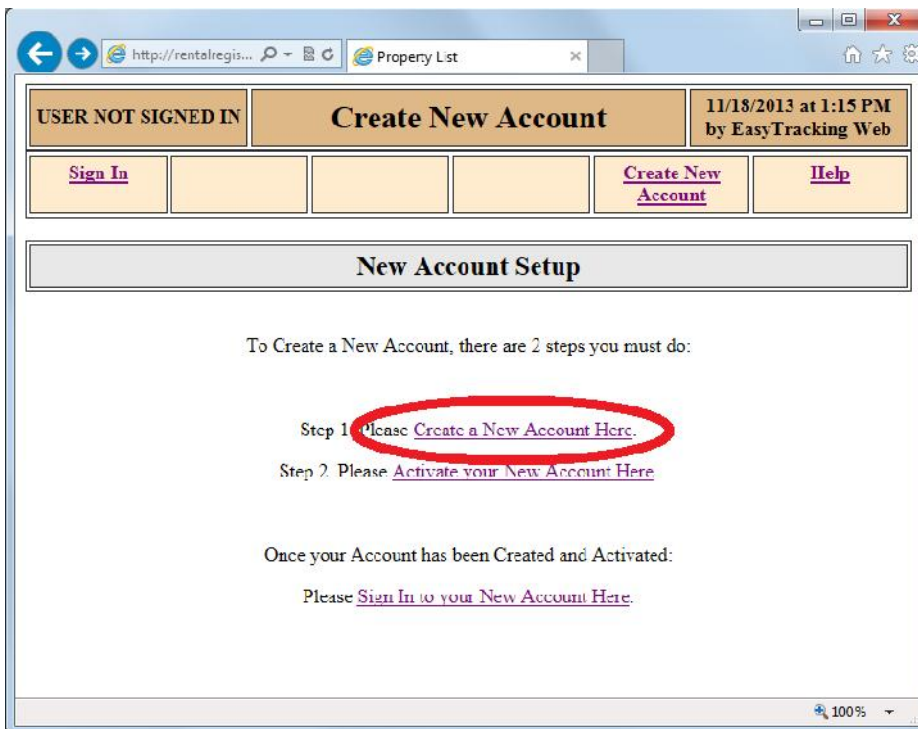 http://rentalregis...
Property List
USER NOT SIGNED IN
Create New Account
11/18/2013 at 1:15 PM
by EasyTracking Web
Sign In
Create New
Account
Help
New Account Setup
To Create a New Account, there are 2 steps you must do:
Step 1. Please Create a New Account Here.
Step 2. Please Activate your New Account Here
Once your Account has been Created and Activated:
Please Sign In to your New Account Here.
100%